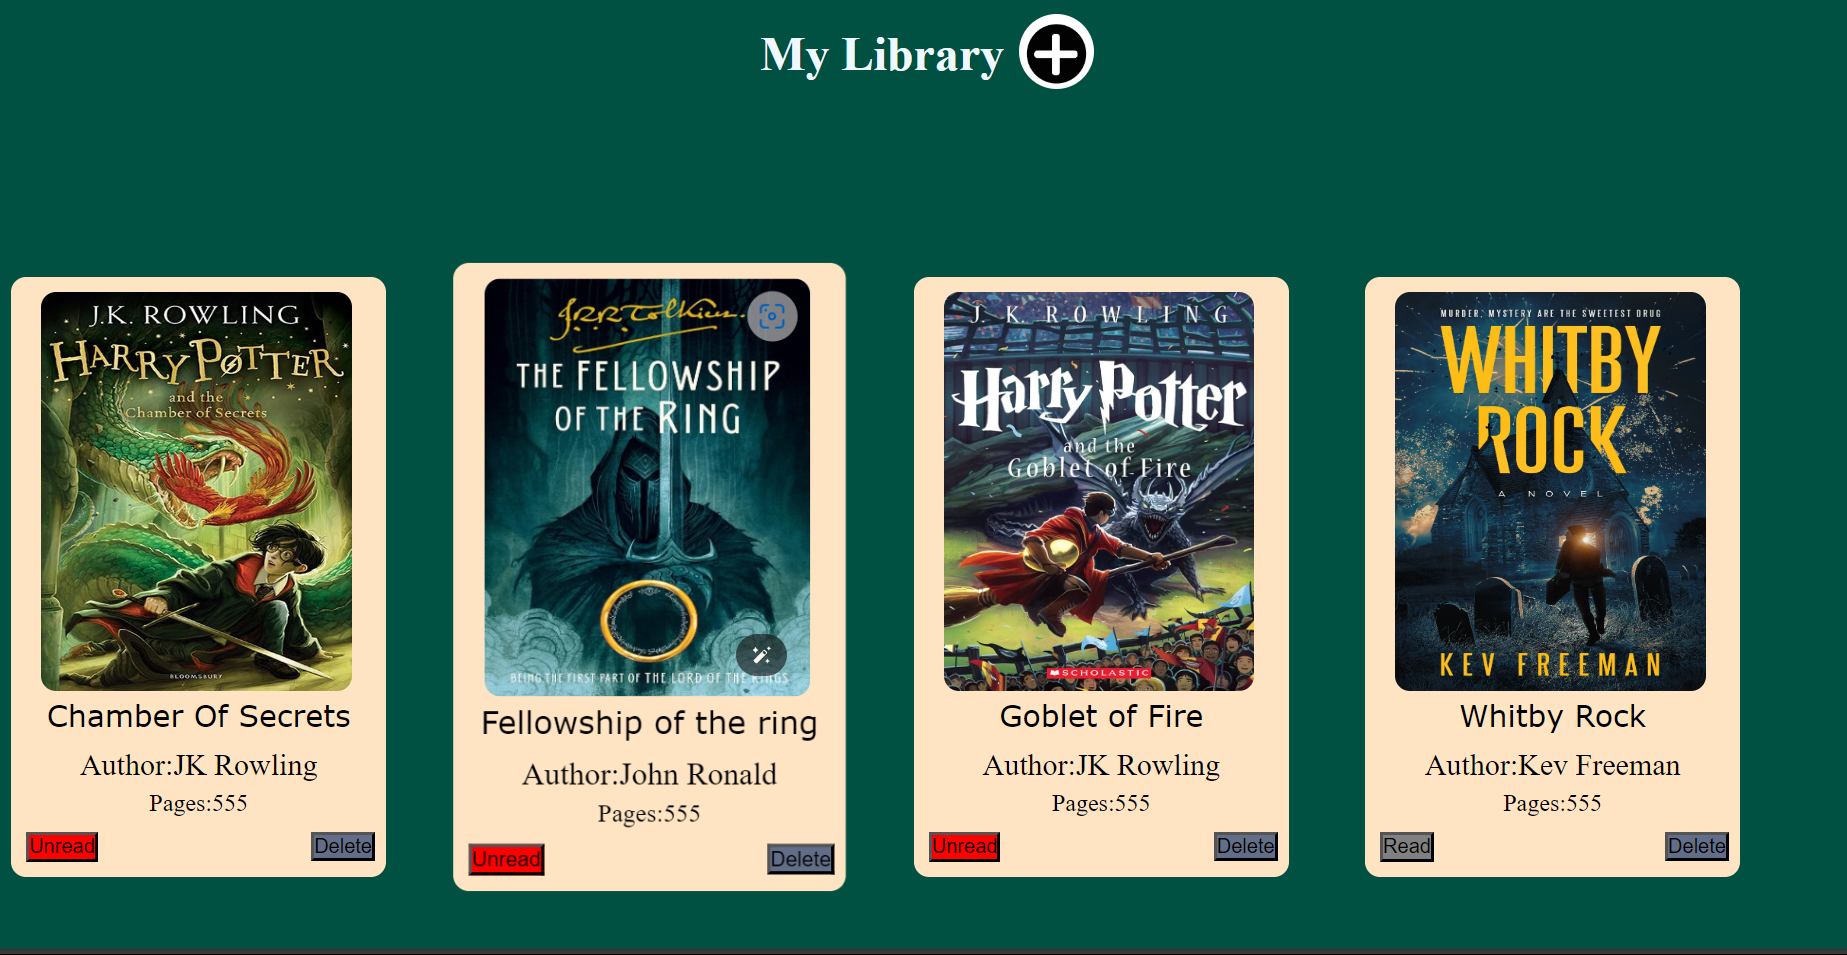 My Library
J.K. ROWLING
HARRY POTTER
and the
Chamber of Secrets
BLOOMSBURY
Chamber Of Secrets
Author:JK Rowling
Pages:555
Unread
Delete
J.R.R. Tolkien
THE FELLOWSHIP
OF THE RING
BEING THE FIRST PART OF THE LORD OF THE RINGS
Fellowship of the ring
Author:John Ronald
Pages:555
Unread
Delete
J. K. ROWLING
Harry Potter
and the
Goblet of Fire
SCHOLASTIC
Goblet of Fire
Author:JK Rowling
Pages:555
Unread
Delete
MURDER, MYSTERY ARE THE SWEETEST DRUG
WHITBY
ROCK
A NOVEL
KEV FREEMAN
Whitby Rock
Author:Kev Freeman
Pages:555
Read
Delete